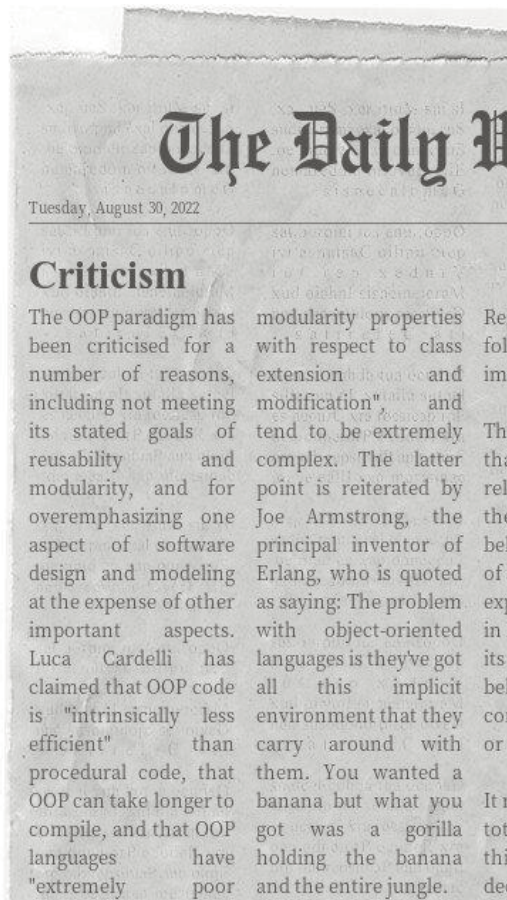 The Daily
Tuesday, August 30, 2022
Criticism
The OOP paradigm has
been criticised for a
number of reasons,
including not meeting
its stated goals of
reusability and
modularity, and for
overemphasizing one
aspect of software
design and modeling
at the expense of other
important aspects.
Luca Cardelli has
claimed that OOP code
is "intrinsically less
efficient" than
procedural code, that
OOP can take longer to
compile, and that OOP
languages have
"extremely poor
modularity properties
with respect to class
extension and
modification", and
tend to be extremely
complex. The latter
point is reiterated by
Joe Armstrong, the
principal inventor of
Erlang, who is quoted
as saying: The problem
with object-oriented
languages is they've got
all this implicit
environment that they
carry around with
them. You wanted a
banana but what you
got was a gorilla
holding the banana
and the entire jungle.
of
in
its
or